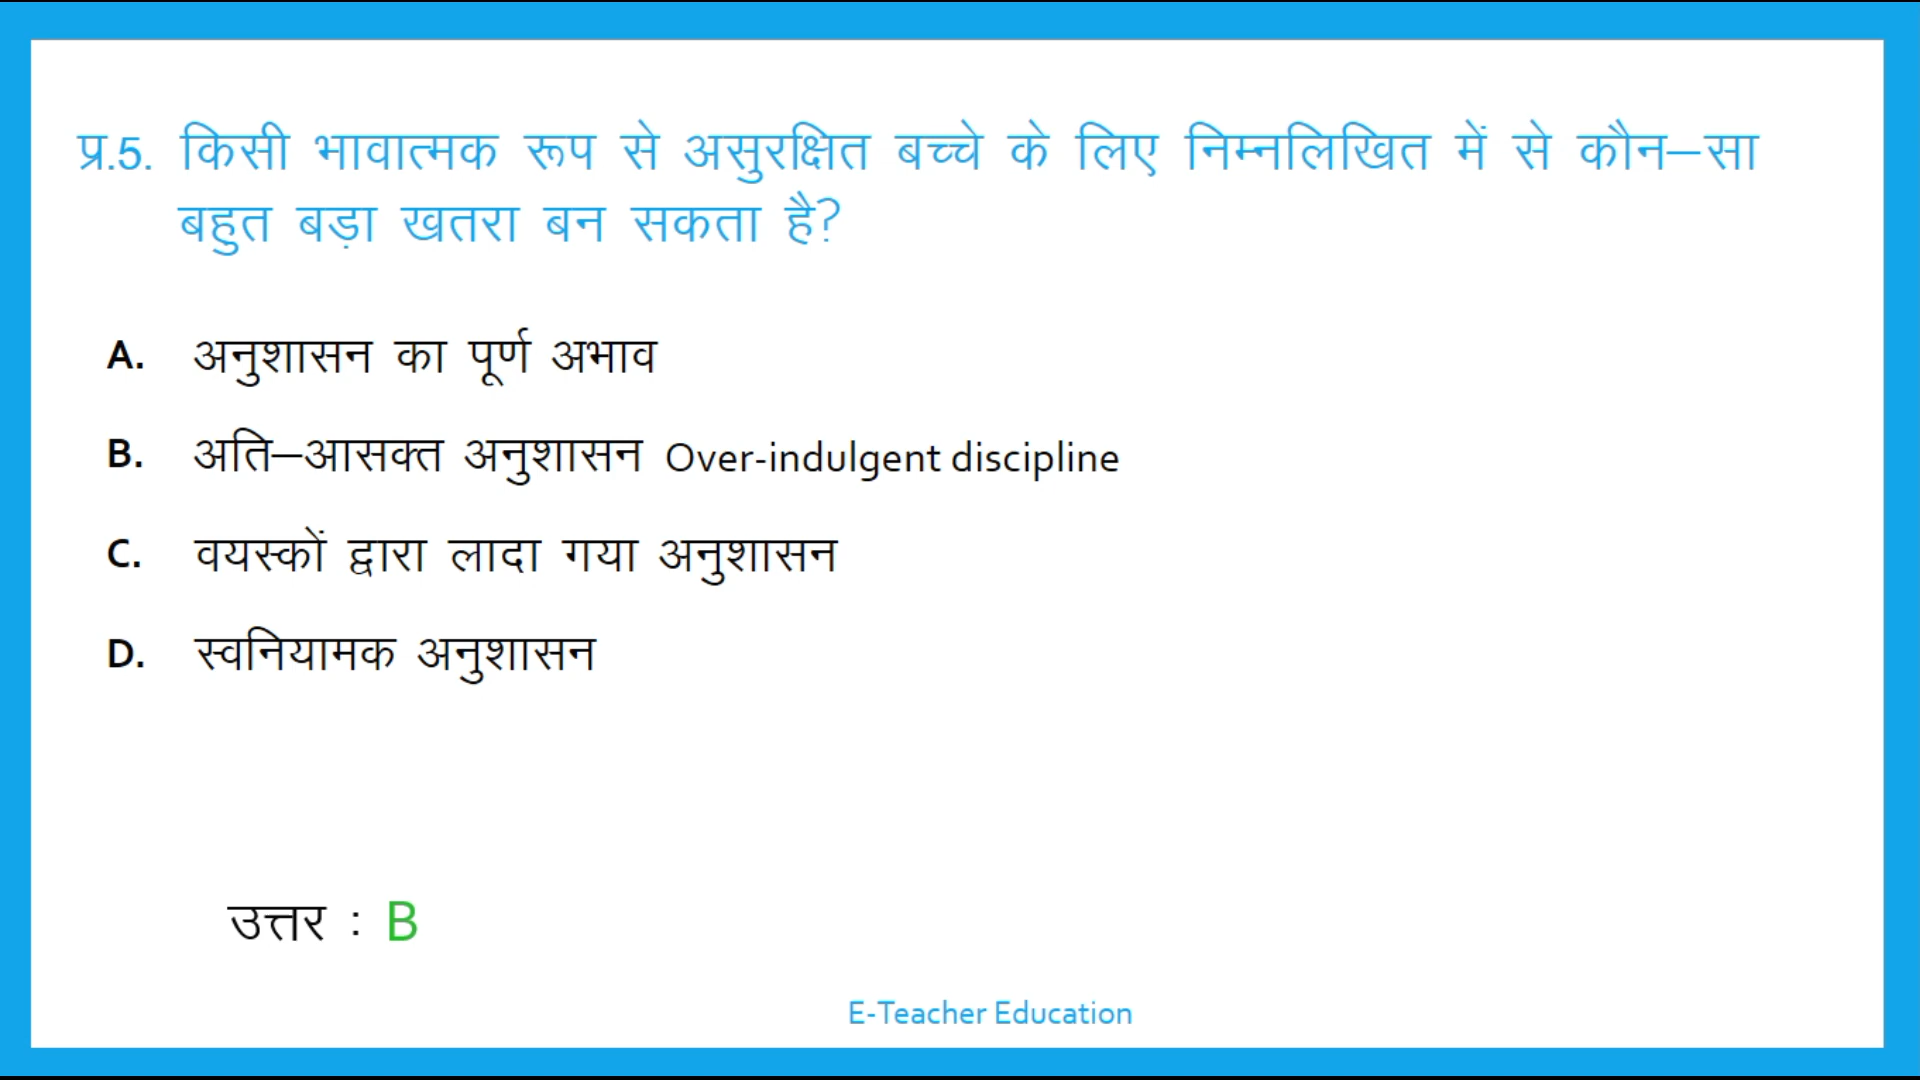 प्र.5. किसी भावात्मक रूप से असुरक्षित बच्चे के लिए निम्नलिखित में से कौन–सा
बहुत बड़ा खतरा बन सकता है?
A. अनुशासन का पूर्ण अभाव
B. अति–आसक्त अनुशासन Over-indulgent discipline
C. वयस्कों द्वारा लादा गया अनुशासन
D. स्वनियामक अनुशासन
उत्तर : B
E-Teacher Education